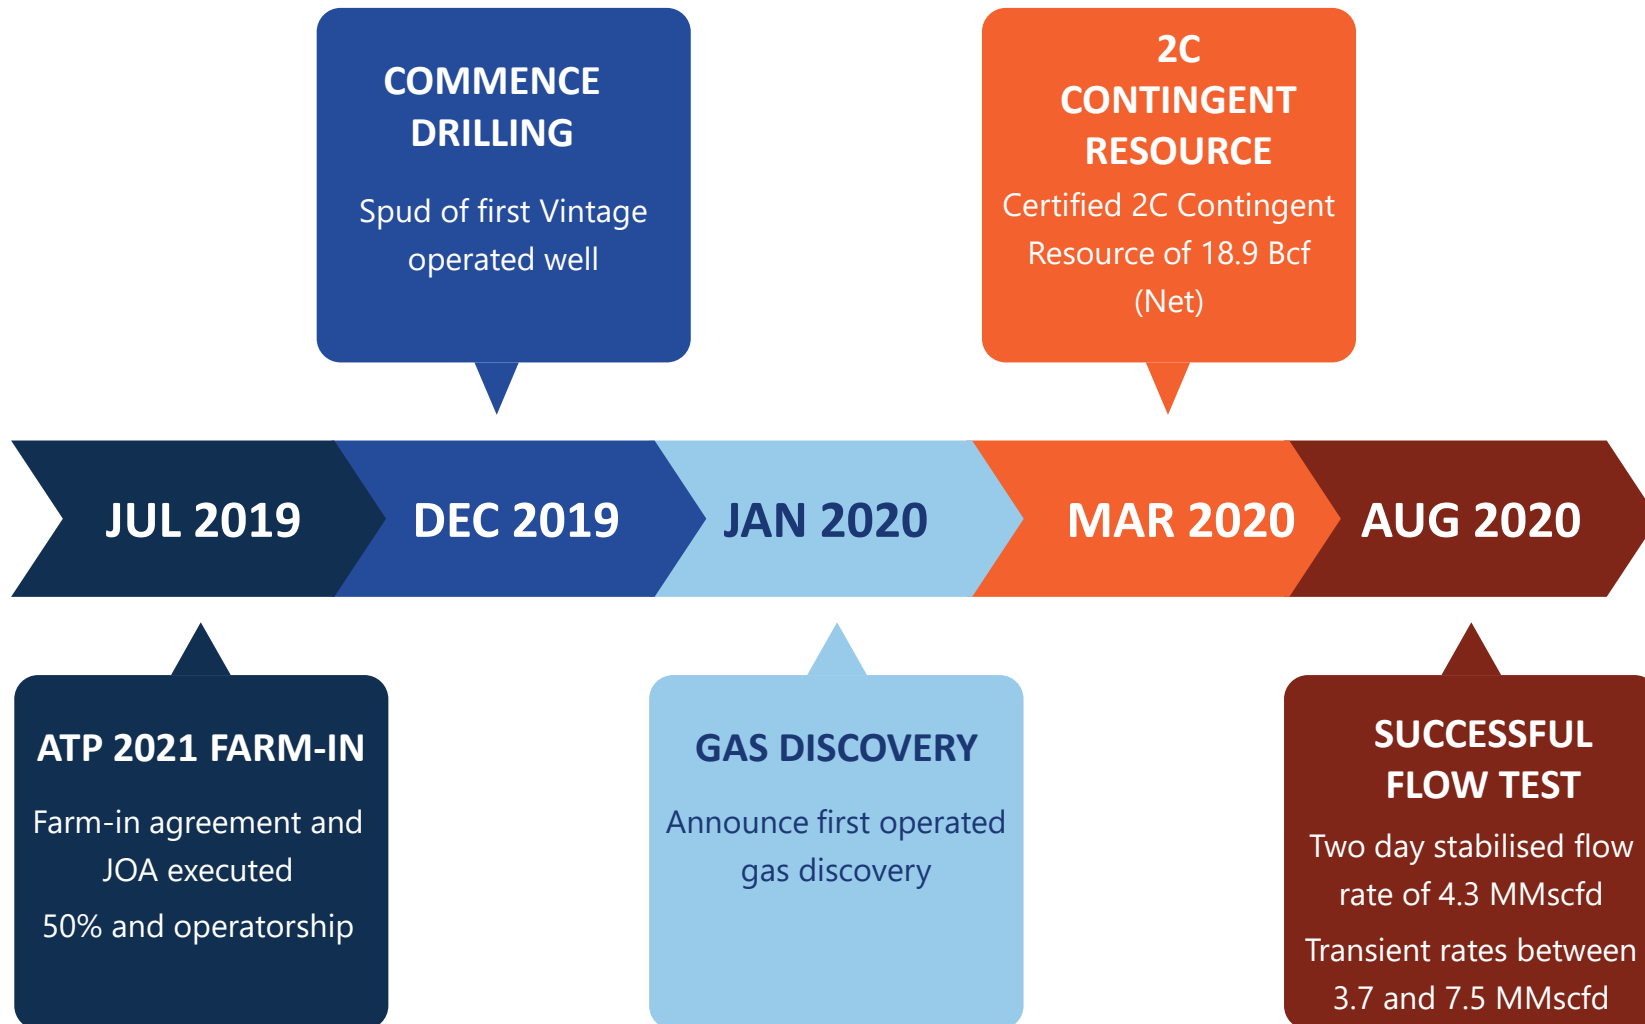 COMMENCE
DRILLING
Spud of first Vintage
operated well
2C
CONTINGENT
RESOURCE
Certified 2C Contingent
Resource of 18.9 Bcf
(Net)
JUL 2019
DEC 2019
JAN 2020
MAR 2020
AUG 2020
ATP 2021 FARM-IN
Farm-in agreement and
JOA executed
50% and operatorship
GAS DISCOVERY
Announce first operated
gas discovery
SUCCESSFUL
FLOW TEST
Two day stabilised flow
rate of 4.3 MMscfd
Transient rates between
3.7 and 7.5 MMscfd